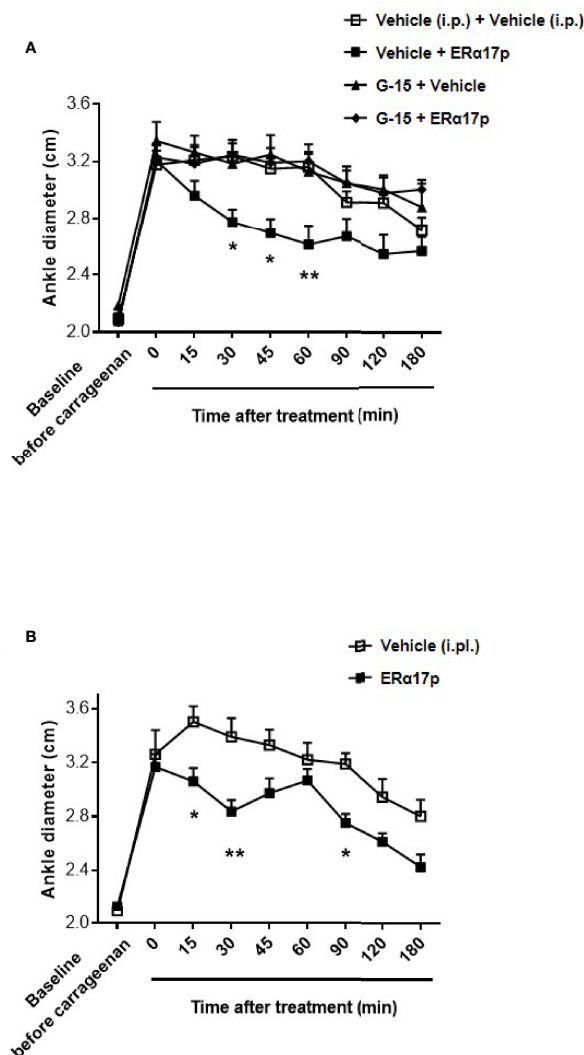 A
Vehicle (i.p.) + Vehicle (i.p.)
Vehicle + ERα17p
G-15 + Vehicle
G-15 + ERα17p
Ankle diameter (cm)
3.6
3.2
2.8
2.4
2.0
* * **
Baseline
before carrageenan
0 15 30 45 60 90 120 180
Time after treatment (min)
B
Vehicle (i.pl.)
ERα17p
Ankle diameter (cm)
3.6
3.2
2.8
2.4
2.0
* ** *
Baseline
before carrageenan
0 15 30 45 60 90 120 180
Time after treatment (min)